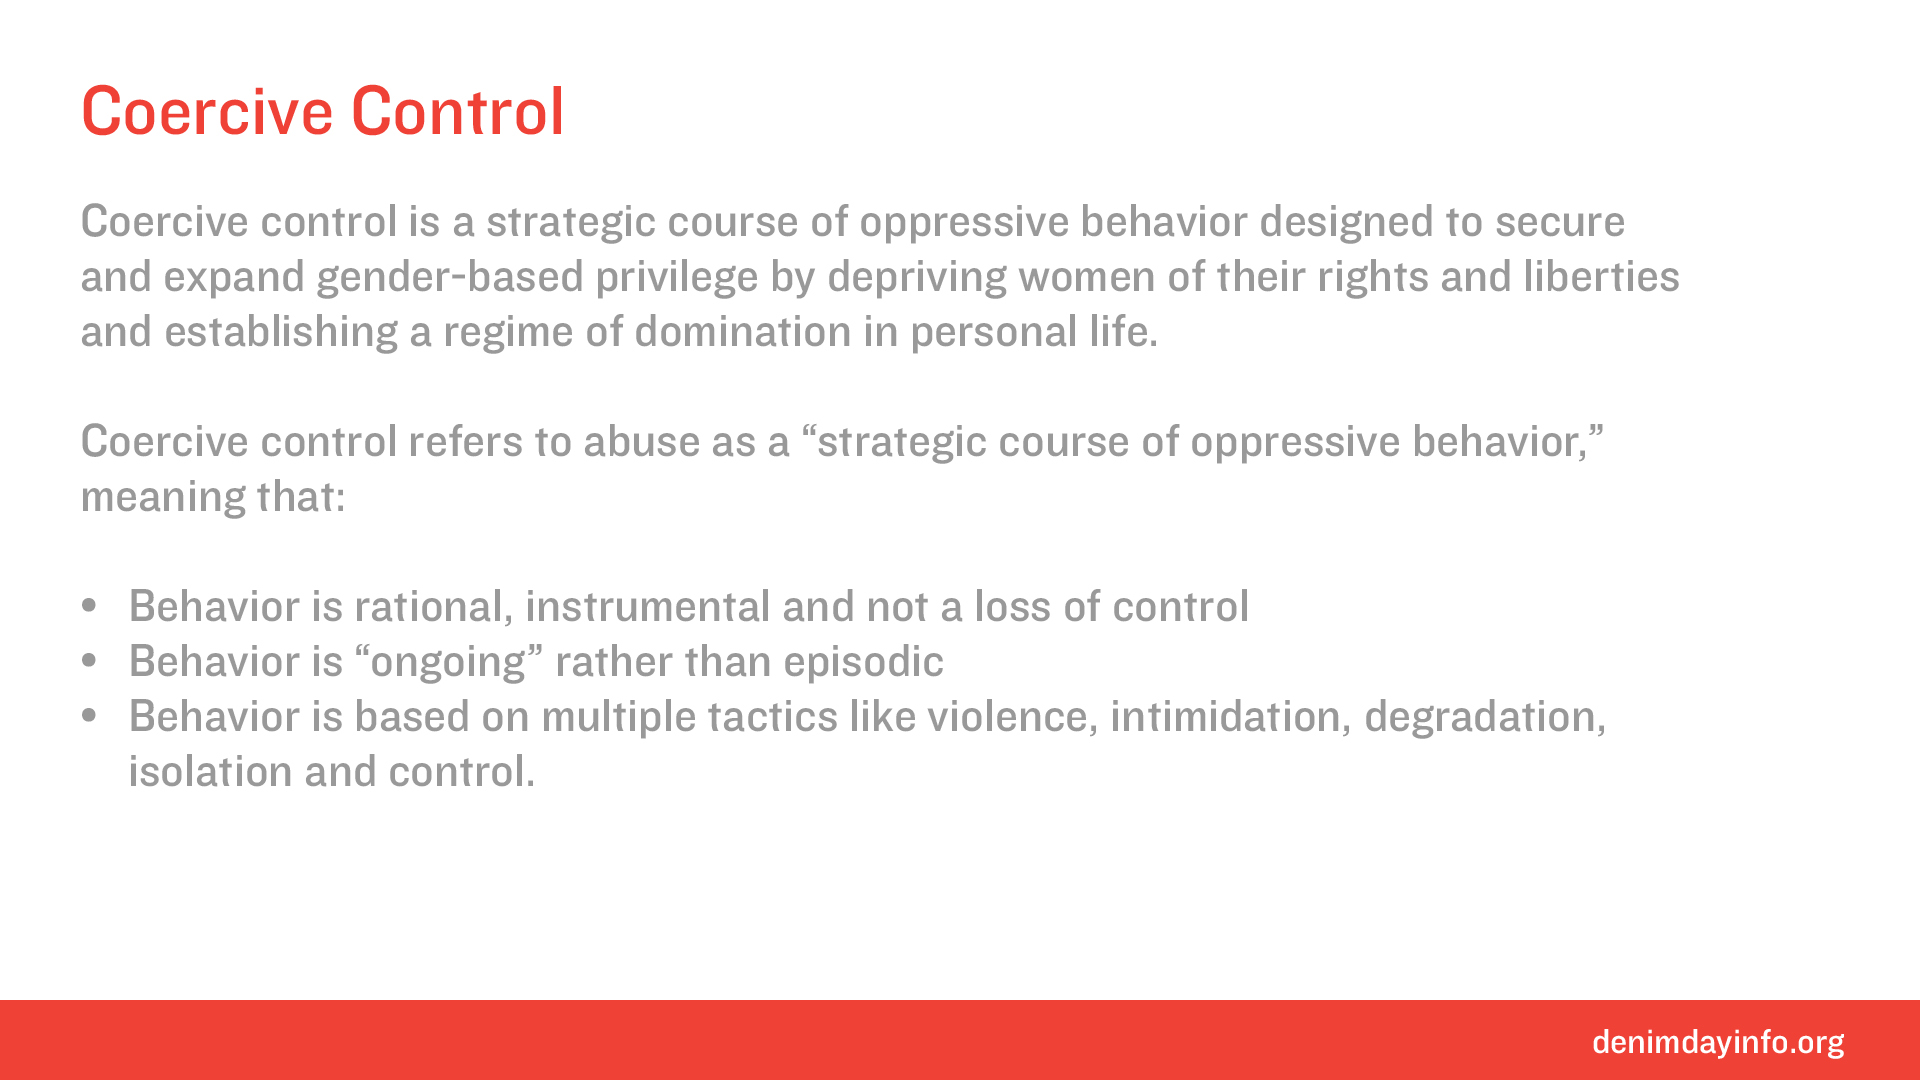 Coercive Control
Coercive control is a strategic course of oppressive behavior designed to secure
and expand gender-based privilege by depriving women of their rights and liberties
and establishing a regime of domination in personal life.
Coercive control refers to abuse as a “strategic course of oppressive behavior,”
meaning that:
• Behavior is rational, instrumental and not a loss of control
• Behavior is “ongoing” rather than episodic
• Behavior is based on multiple tactics like violence, intimidation, degradation,
isolation and control.
denimdayinfo.org